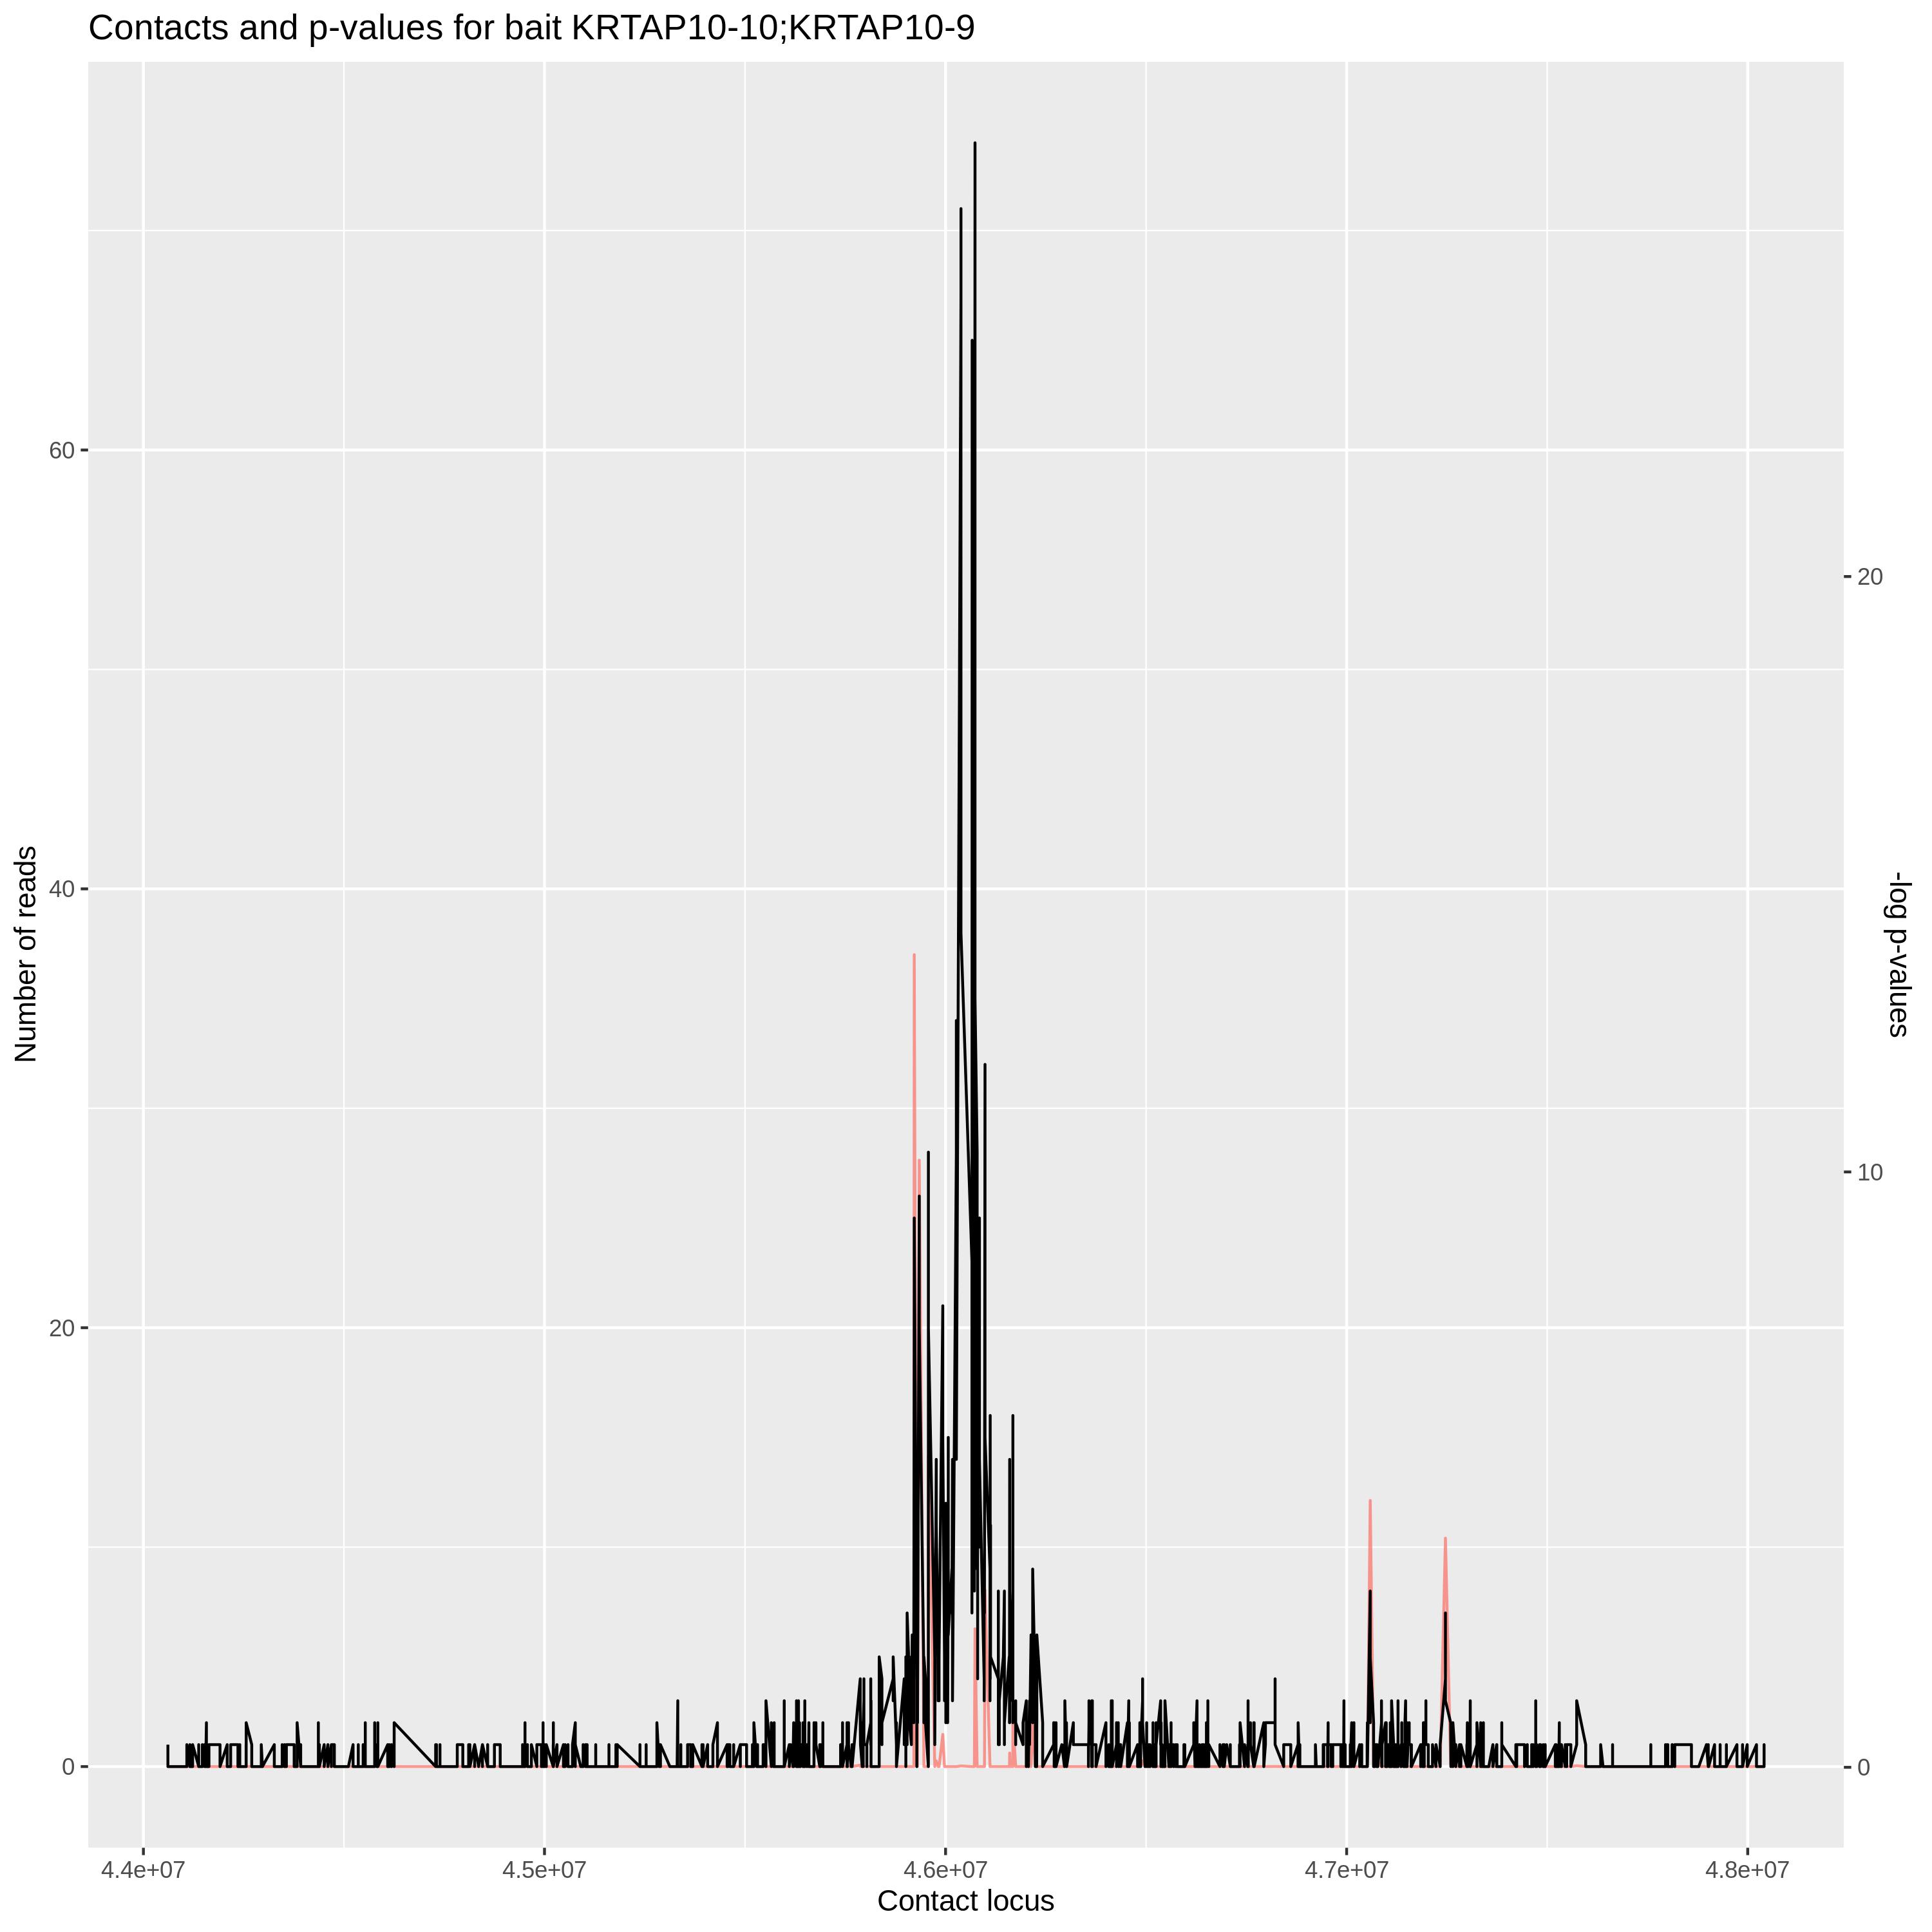 Contacts and p-values for bait KRTAP10-10;KRTAP10-9
60
40
20
0
Number of reads
20
10
0
-log p-values
4.4e+07
4.5e+07
4.6e+07
4.7e+07
4.8e+07
Contact locus